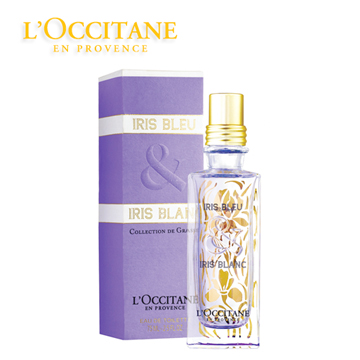 L'OCCITANE
EN PROVENCE
IRIS BLEU
&
IRIS BLANC
COLLECTION DE GRASSE
L'OCCITANE
EN PROVENCE
IRIS BLEU
IRIS BLANC
L'OCCITANE